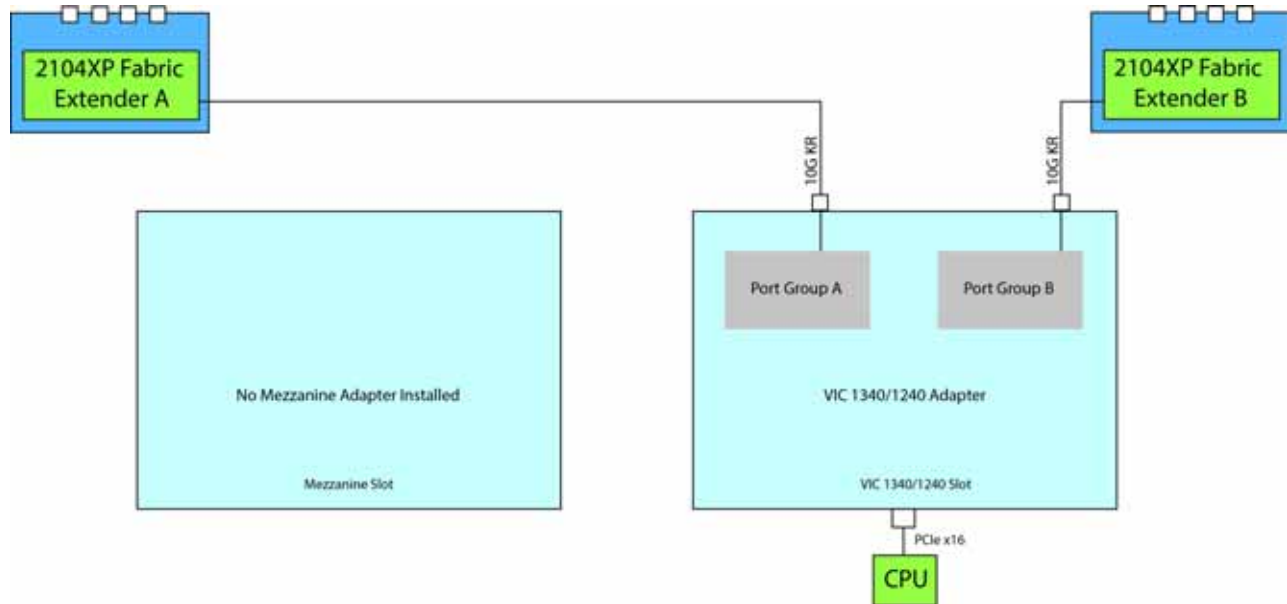 2104XP Fabric
Extender A
2104XP Fabric
Extender B
10G KR
10G KR
Port Group A
Port Group B
No Mezzanine Adapter Installed
VIC 1340/1240 Adapter
Mezzanine Slot
VIC 1340/1240 Slot
PCIe x16
CPU